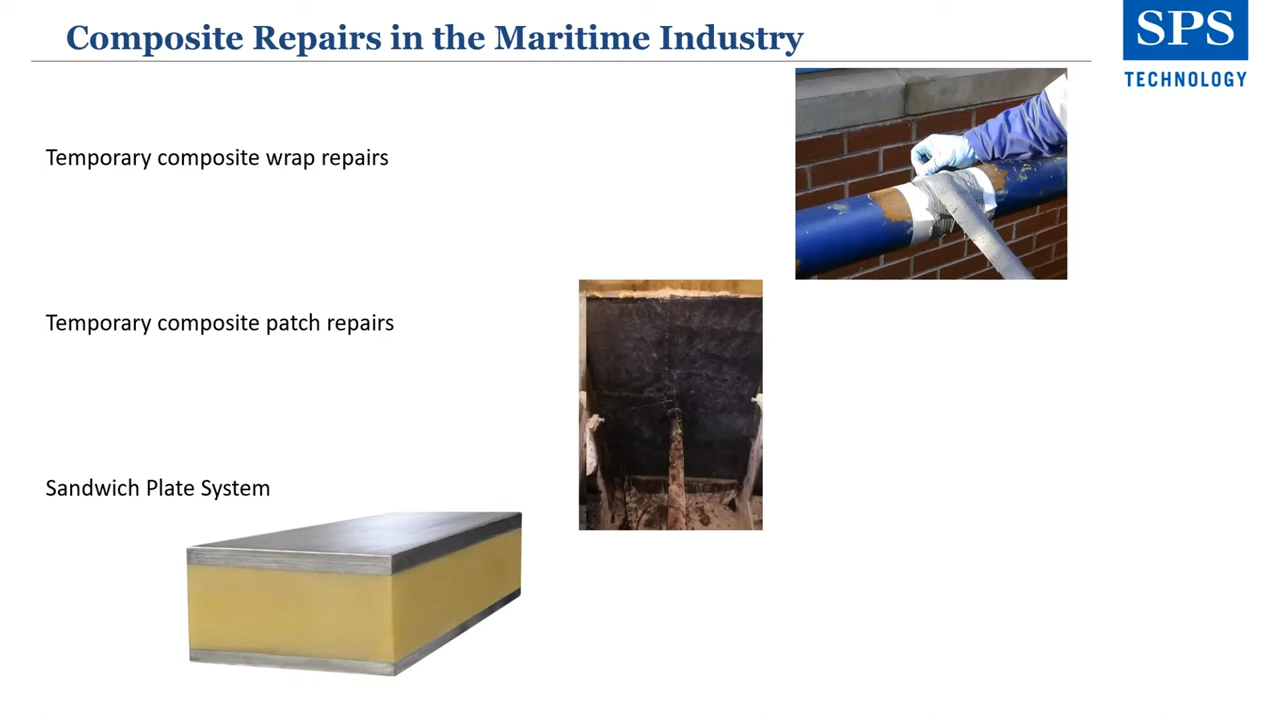 Composite Repairs in the Maritime Industry
SPS
TECHNOLOGY
Temporary composite wrap repairs
Temporary composite patch repairs
Sandwich Plate System